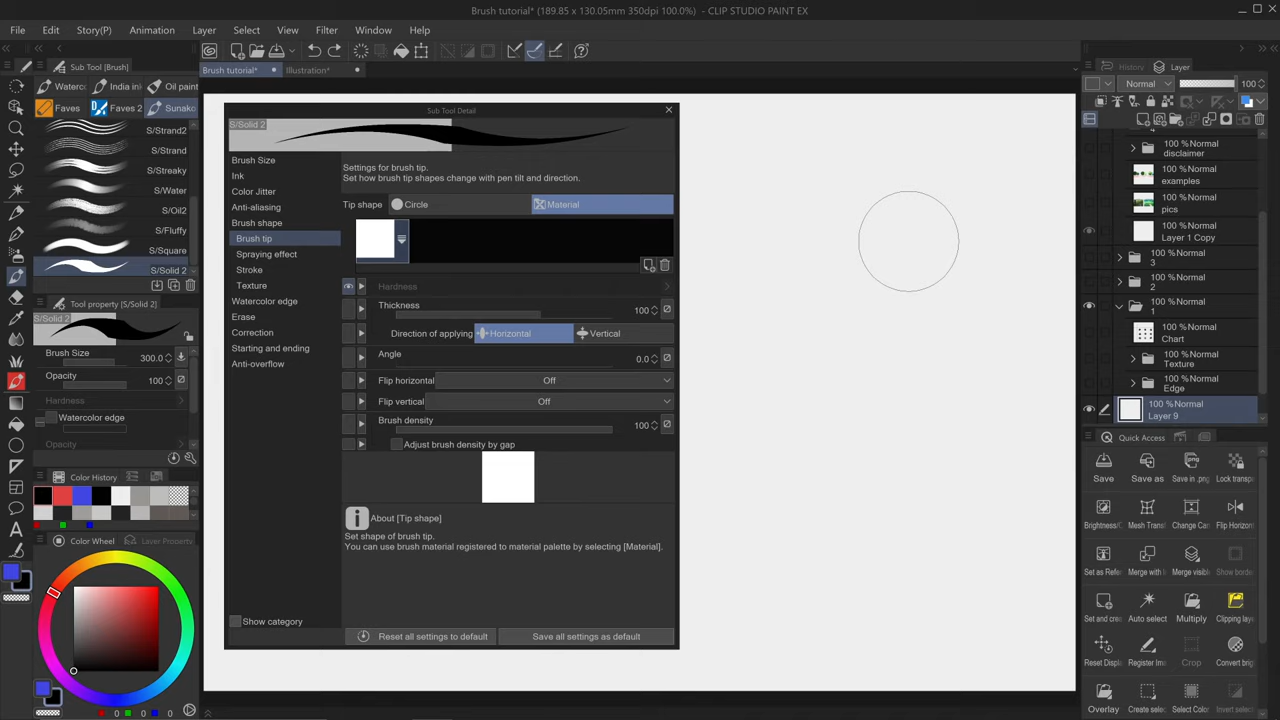 Brush tutorial* (189.85 x 130.05mm 350dpi 100.0%) - CLIP STUDIO PAINT EX
File Edit Story(P) Animation Layer Select View Filter Window Help
Sub Tool [Brush]
Waterc India ink Oil paint
Faves Faves 2 Sunako
S/Strand2
S/Strand
S/Streaky
S/Water
S/Oil2
S/Fluffy
S/Square
S/Solid 2
Tool property [S/Solid 2]
S/Solid 2
Brush Size 300.0
Opacity 100
Hardness
Watercolor edge
Opacity
Color History
Color Wheel Layer Property
0 0 0
Brush tutorial* Illustration*
Sub Tool Detail
S/Solid 2
Brush Size
Ink
Color Jitter
Anti-aliasing
Brush shape
Brush tip
Spraying effect
Stroke
Texture
Watercolor edge
Erase
Correction
Starting and ending
Anti-overflow
Show category
Settings for brush tip.
Set how brush tip shapes change with pen tilt and direction.
Tip shape Circle Material
Hardness
Thickness 100
Direction of applying Horizontal Vertical
Angle 0.0
Flip horizontal Off
Flip vertical Off
Brush density 100
Adjust brush density by gap
About [Tip shape]
Set shape of brush tip.
You can use brush material registered to material palette by selecting [Material].
Reset all settings to default Save all settings as default
History Layer
Normal 100
disclaimer
100 %Normal
examples
100 %Normal
pics
100 %Normal
Layer 1 Copy
100 %Normal
3
100 %Normal
2
100 %Normal
1
100 %Normal
Chart
100 %Normal
Texture
100 %Normal
Edge
100 %Normal
Layer 9
Quick Access
Save Save as Save in .png Lock transp
Brightness/ Mesh Transf Change Can Flip Horizon
Set as Refe Merge with Merge visibl Show borde
Set and crea Auto select Multiply Clipping laye
Reset Displ Register Im Crop Convert brig
Overlay Create selec Select Color Invert selec